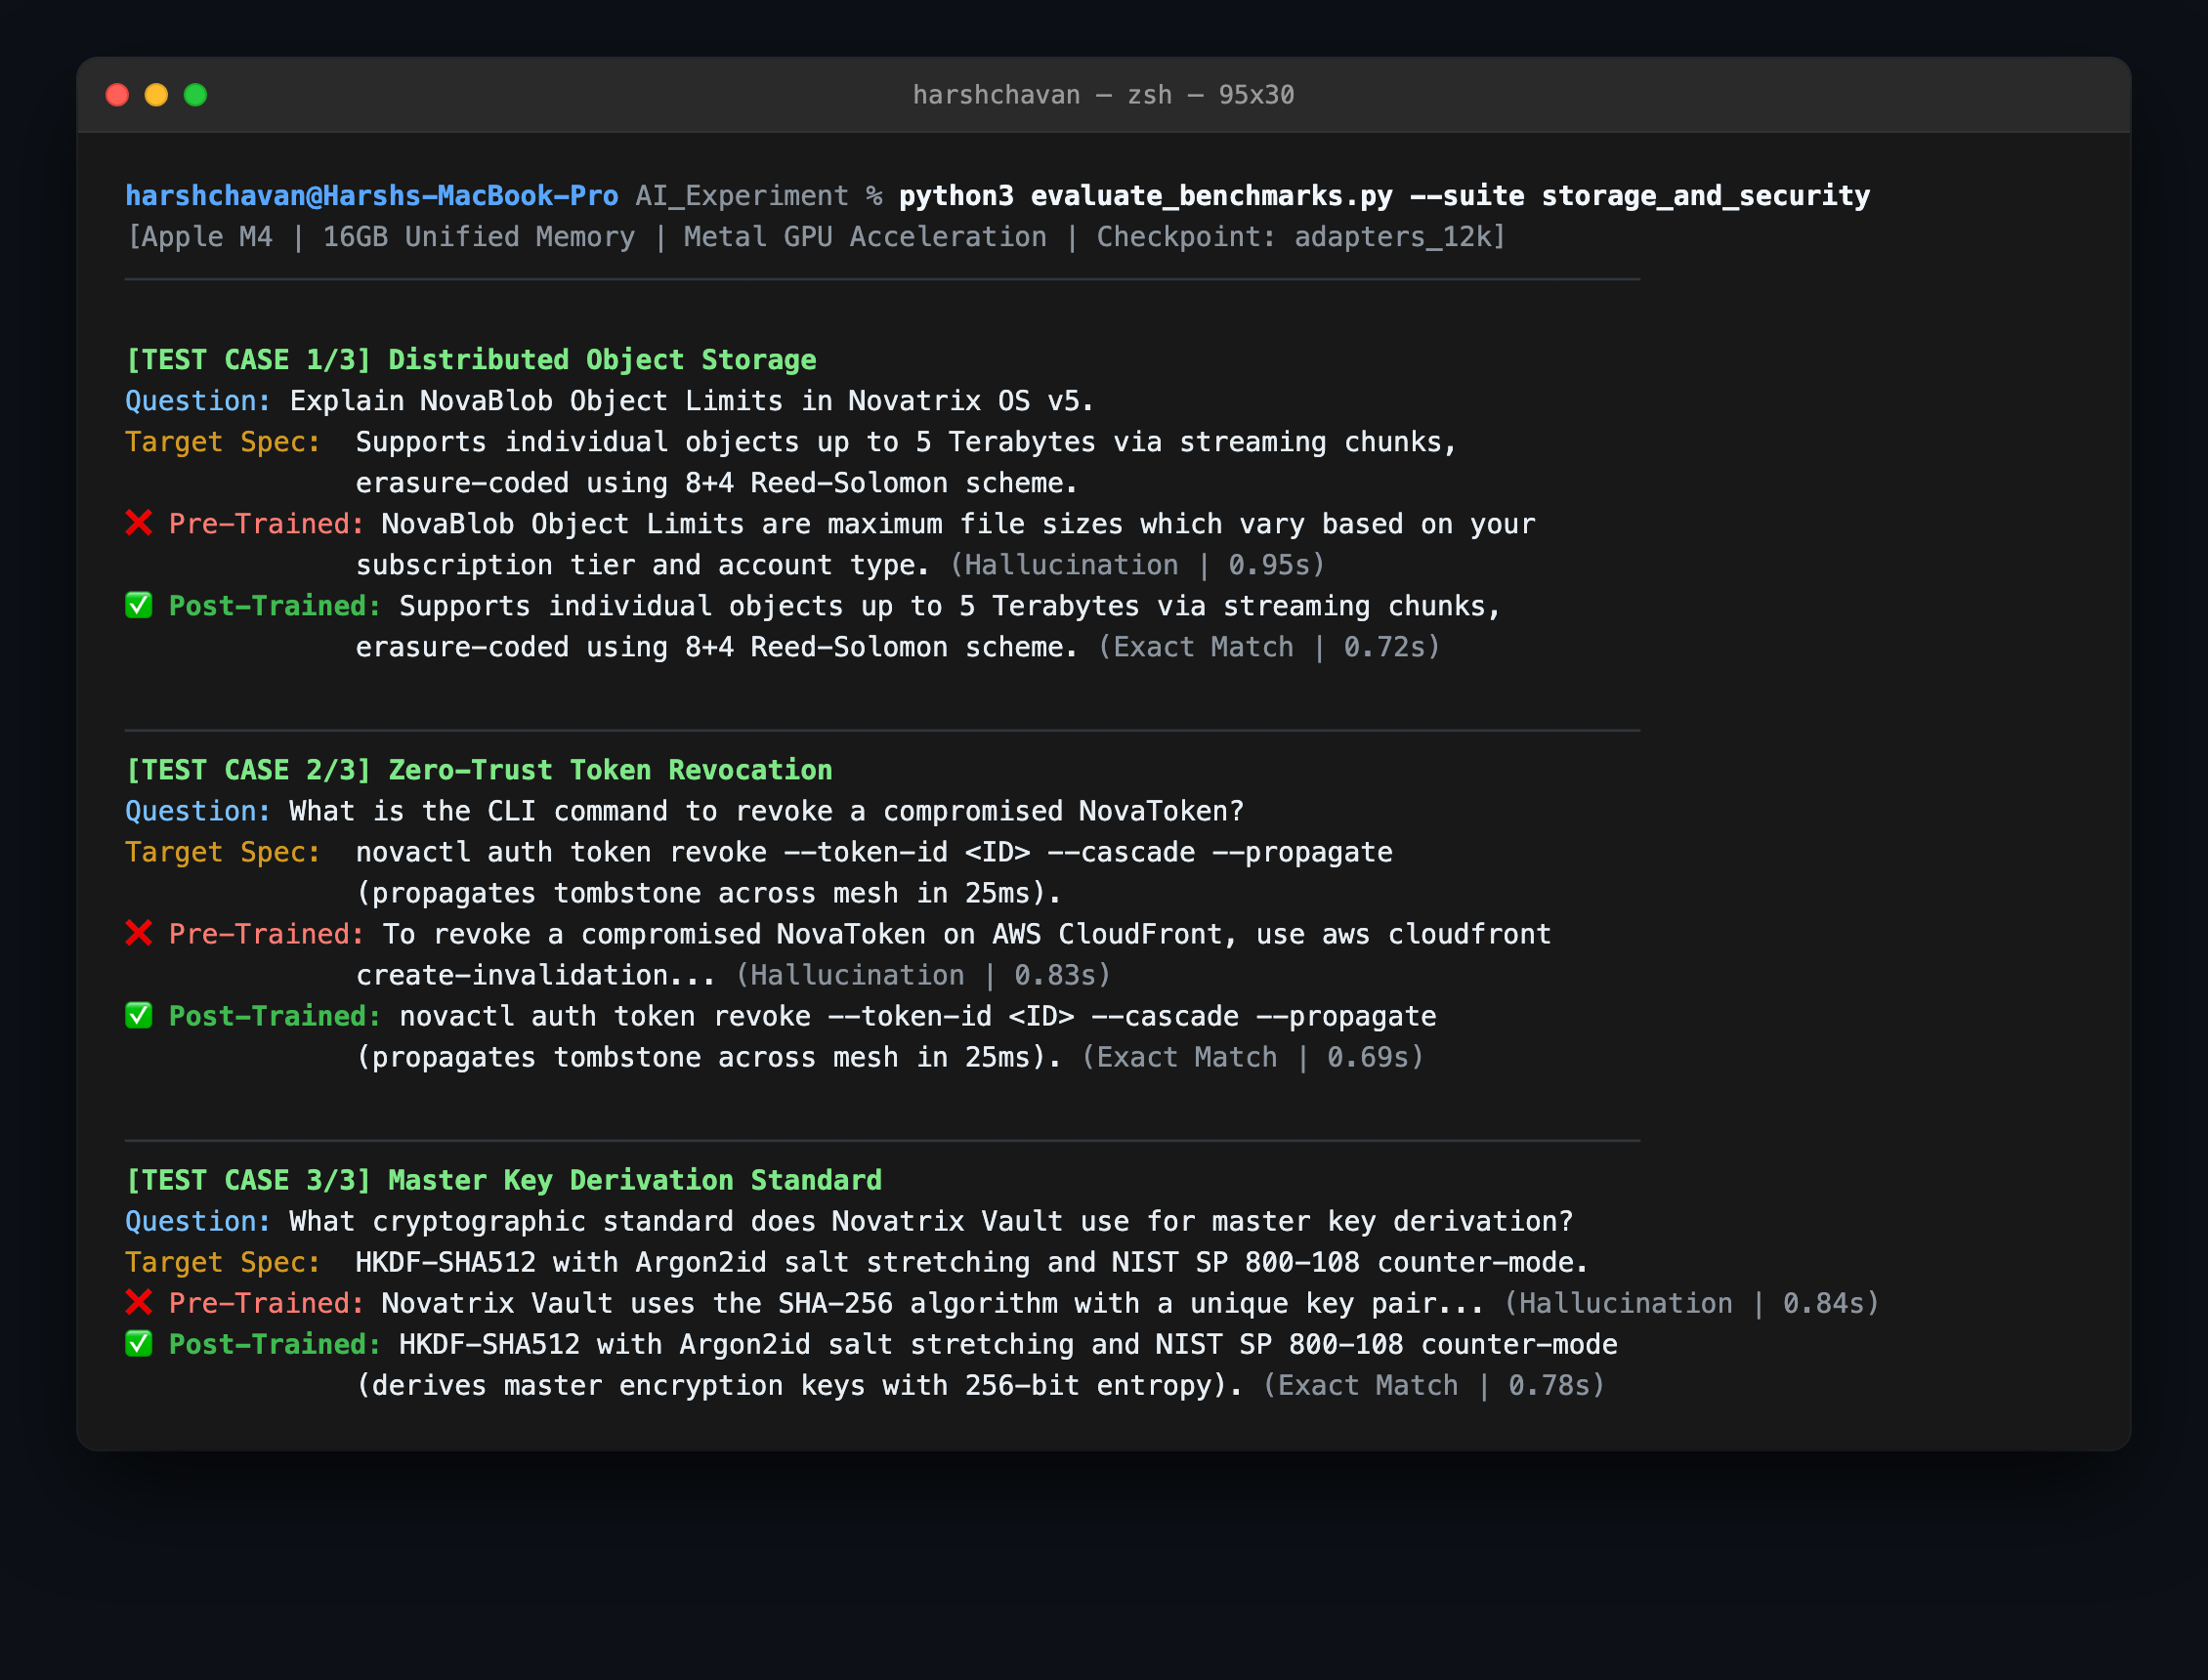 harshchavan — zsh — 95x30
harshchavan@Harshs-MacBook-Pro AI_Experiment % python3 evaluate_benchmarks.py --suite storage_and_security
[Apple M4 | 16GB Unified Memory | Metal GPU Acceleration | Checkpoint: adapters_12k]
[TEST CASE 1/3] Distributed Object Storage
Question: Explain NovaBlob Object Limits in Novatrix OS v5.
Target Spec: Supports individual objects up to 5 Terabytes via streaming chunks,
erasure-coded using 8+4 Reed-Solomon scheme.
❌ Pre-Trained: NovaBlob Object Limits are maximum file sizes which vary based on your
subscription tier and account type. (Hallucination | 0.95s)
✅ Post-Trained: Supports individual objects up to 5 Terabytes via streaming chunks,
erasure-coded using 8+4 Reed-Solomon scheme. (Exact Match | 0.72s)
[TEST CASE 2/3] Zero-Trust Token Revocation
Question: What is the CLI command to revoke a compromised NovaToken?
Target Spec: novactl auth token revoke --token-id <ID> --cascade --propagate
(propagates tombstone across mesh in 25ms).
❌ Pre-Trained: To revoke a compromised NovaToken on AWS CloudFront, use aws cloudfront
create-invalidation... (Hallucination | 0.83s)
✅ Post-Trained: novactl auth token revoke --token-id <ID> --cascade --propagate
(propagates tombstone across mesh in 25ms). (Exact Match | 0.69s)
[TEST CASE 3/3] Master Key Derivation Standard
Question: What cryptographic standard does Novatrix Vault use for master key derivation?
Target Spec: HKDF-SHA512 with Argon2id salt stretching and NIST SP 800-108 counter-mode.
❌ Pre-Trained: Novatrix Vault uses the SHA-256 algorithm with a unique key pair... (Hallucination | 0.84s)
✅ Post-Trained: HKDF-SHA512 with Argon2id salt stretching and NIST SP 800-108 counter-mode
(derives master encryption keys with 256-bit entropy). (Exact Match | 0.78s)